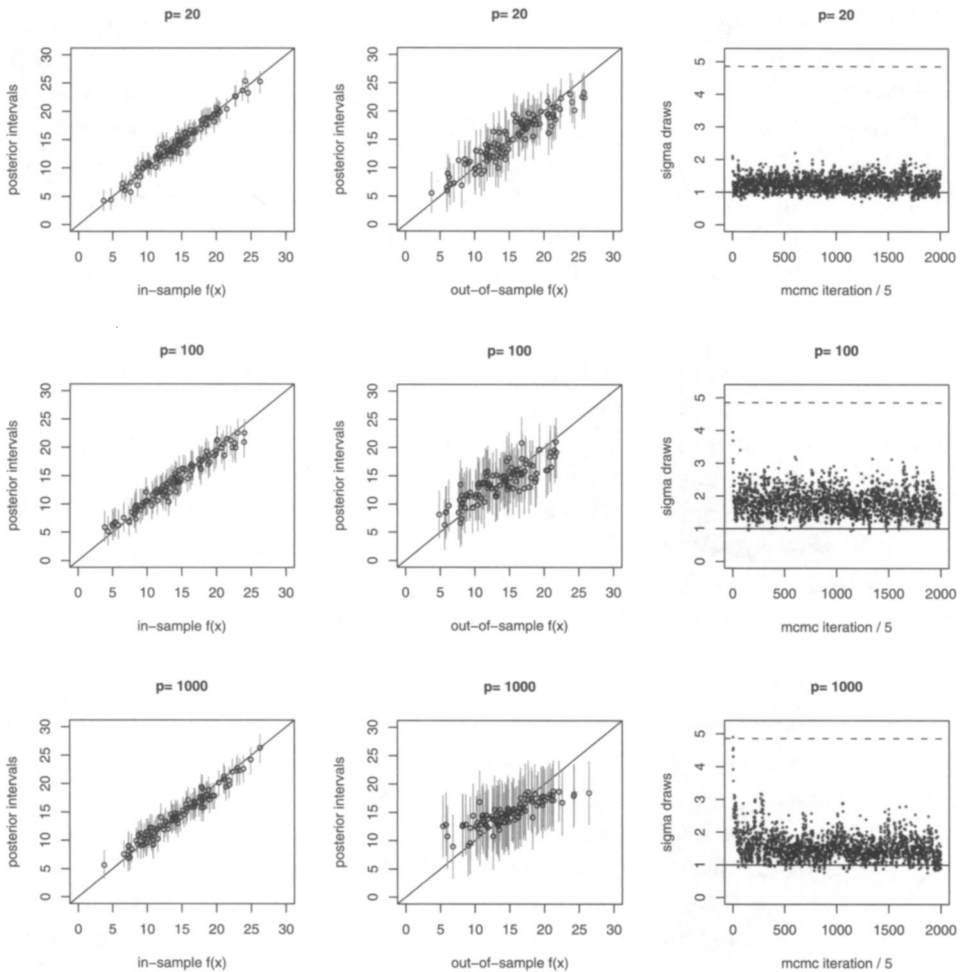 p= 20
p= 20
p= 20
posterior intervals
0 5 10 15 20 25 30
0 5 10 15 20 25 30
in−sample f(x)
posterior intervals
0 5 10 15 20 25 30
0 5 10 15 20 25 30
out−of−sample f(x)
sigma draws
0 1 2 3 4 5
0 500 1000 1500 2000
mcmc iteration / 5
p= 100
p= 100
p= 100
posterior intervals
0 5 10 15 20 25 30
0 5 10 15 20 25 30
in−sample f(x)
posterior intervals
0 5 10 15 20 25 30
0 5 10 15 20 25 30
out−of−sample f(x)
sigma draws
0 1 2 3 4 5
0 500 1000 1500 2000
mcmc iteration / 5
p= 1000
p= 1000
p= 1000
posterior intervals
0 5 10 15 20 25 30
0 5 10 15 20 25 30
in−sample f(x)
posterior intervals
0 5 10 15 20 25 30
0 5 10 15 20 25 30
out−of−sample f(x)
sigma draws
0 1 2 3 4 5
0 500 1000 1500 2000
mcmc iteration / 5